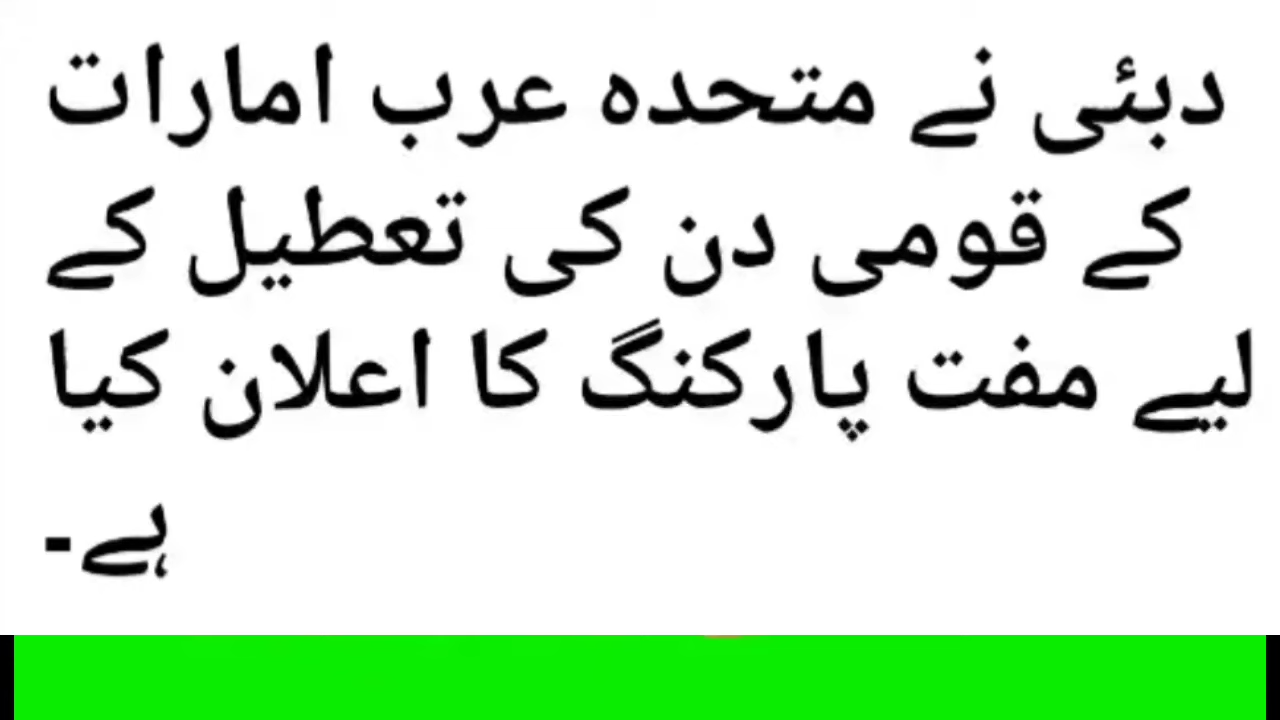 دبئی نے متحدہ عرب امارات
کے قومی دن کی تعطیل کے
لیے مفت پارکنگ کا اعلان کیا
ہے۔